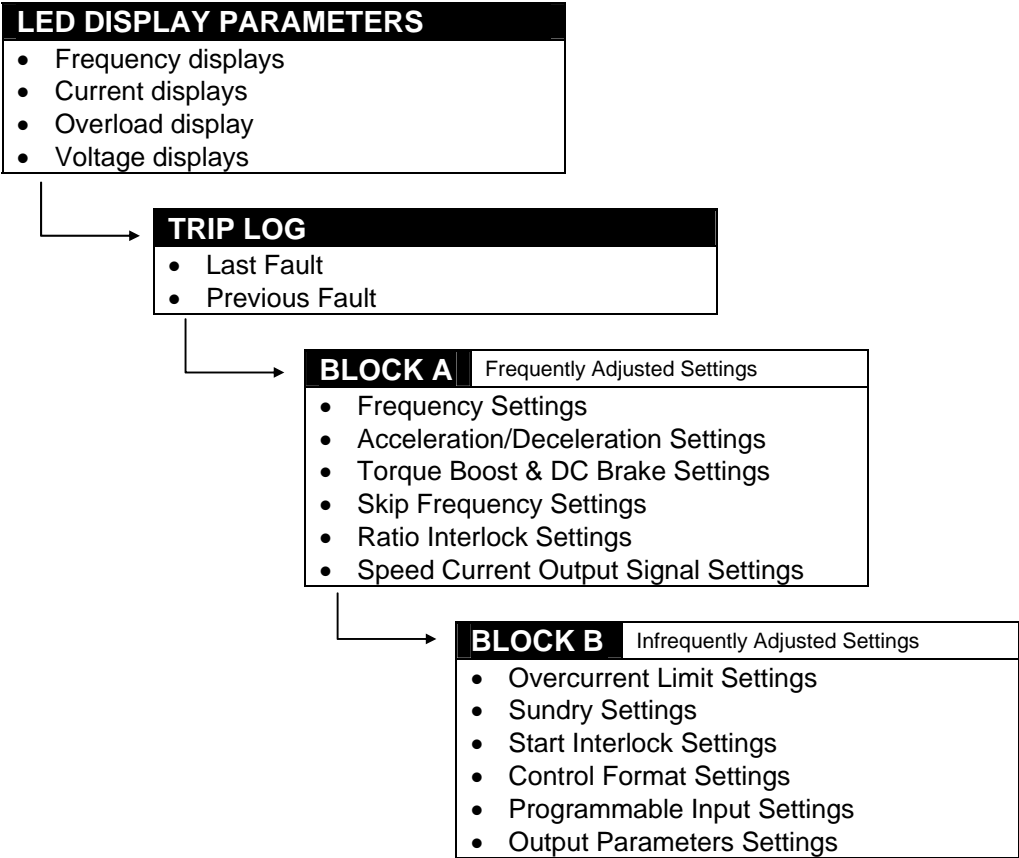 LED DISPLAY PARAMETERS
• Frequency displays
• Current displays
• Overload display
• Voltage displays
TRIP LOG
• Last Fault
• Previous Fault
BLOCK A Frequently Adjusted Settings
• Frequency Settings
• Acceleration/Deceleration Settings
• Torque Boost & DC Brake Settings
• Skip Frequency Settings
• Ratio Interlock Settings
• Speed Current Output Signal Settings
BLOCK B Infrequently Adjusted Settings
• Overcurrent Limit Settings
• Sundry Settings
• Start Interlock Settings
• Control Format Settings
• Programmable Input Settings
• Output Parameters Settings